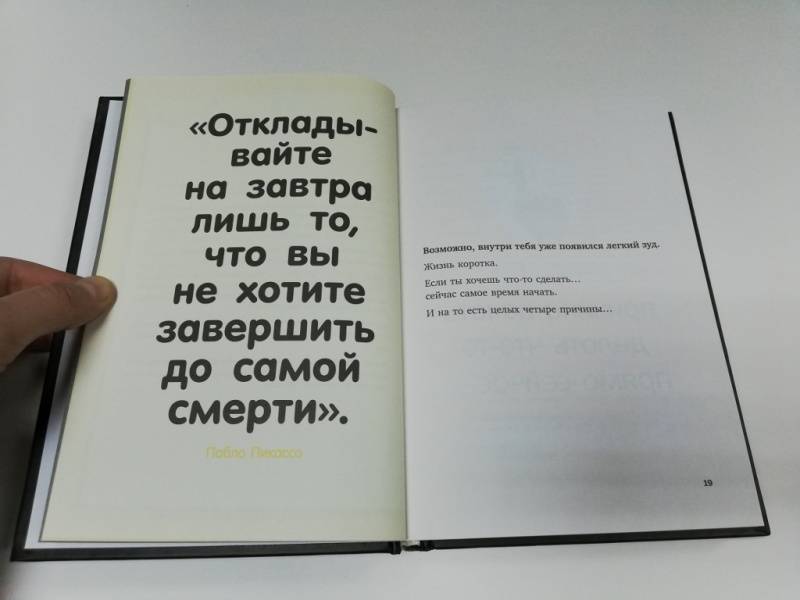 «Отклады-
вайте
на завтра
лишь то,
что вы
не хотите
завершить
до самой
смерти».
Пабло Пикассо
Возможно, внутри тебя уже появился легкий зуд.
Жизнь коротка.
Если ты хочешь что-то сделать...
сейчас самое время начать.
И на то есть целых четыре причины...
19